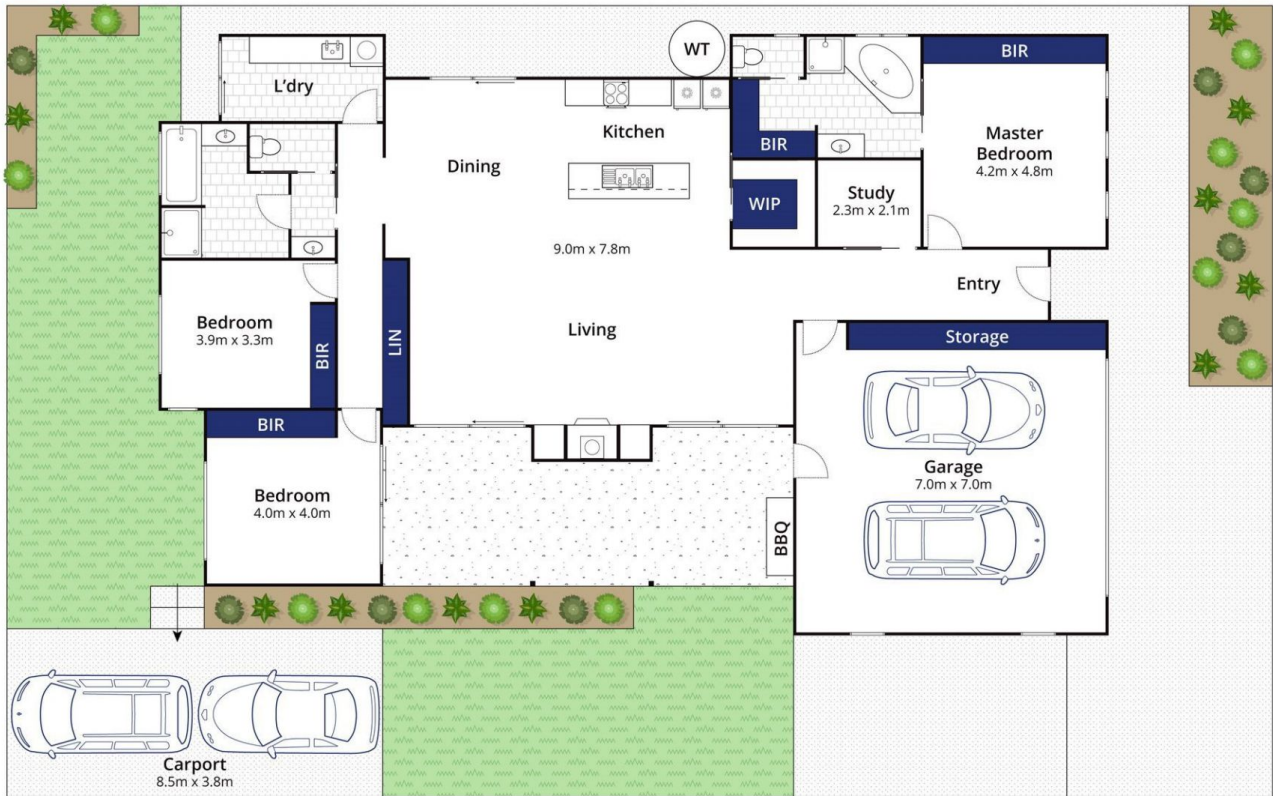 WT
BIR
L'dry
Kitchen
Master
Bedroom
4.2m x 4.8m
Dining
BIR
Study
2.3m x 2.1m
WIP
9.0m x 7.8m
Entry
Bedroom
3.9m x 3.3m
BIR
LIN
Living
Storage
BIR
Bedroom
4.0m x 4.0m
Garage
7.0m x 7.0m
BBQ
Carport
8.5m x 3.8m